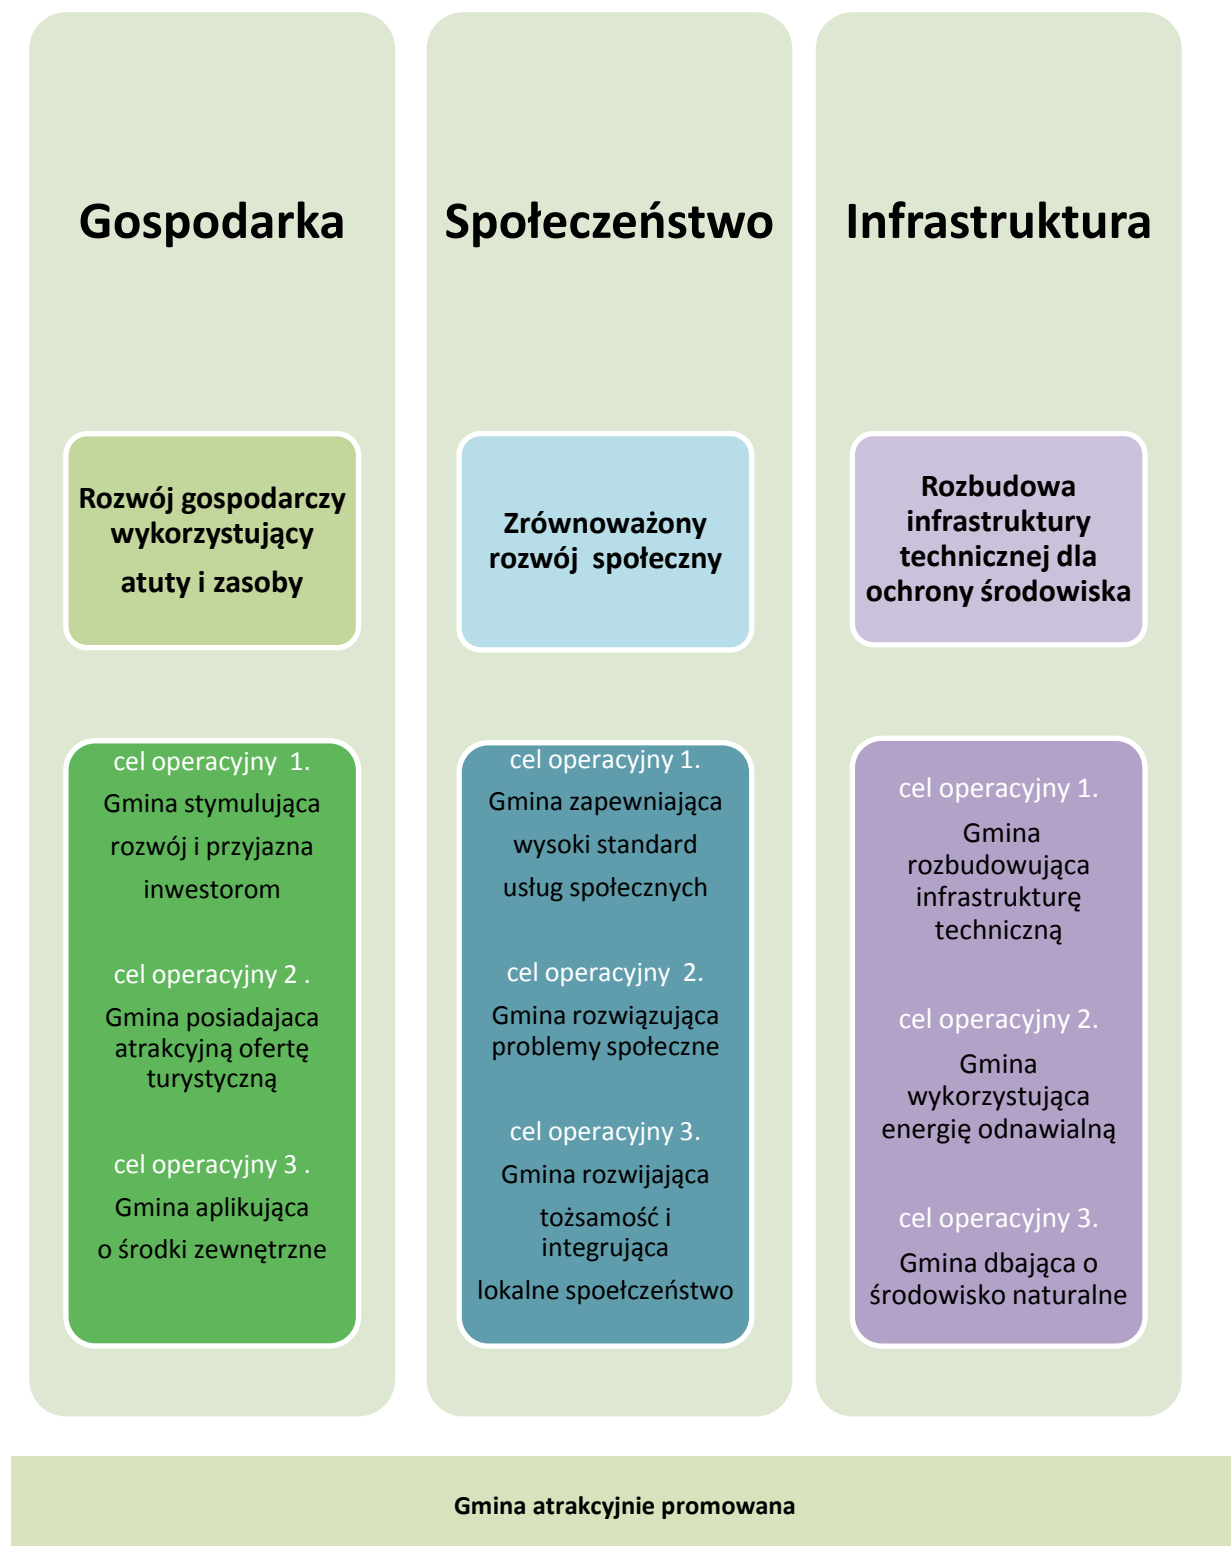 Gospodarka
Rozwój gospodarczy
wykorzystujący
atuty i zasoby
cel operacyjny 1.
Gmina stymulująca
rozwój i przyjazna
inwestorom
cel operacyjny 2 .
Gmina posiadajaca
atrakcyjną ofertę
turystyczną
cel operacyjny 3 .
Gmina aplikująca
o środki zewnętrzne
Społeczeństwo
Zrównoważony
rozwój społeczny
cel operacyjny 1.
Gmina zapewniająca
wysoki standard
usług społecznych
cel operacyjny 2.
Gmina rozwiązująca
problemy społeczne
cel operacyjny 3.
Gmina rozwijająca
tożsamość i
integrująca
lokalne spoełczeństwo
Infrastruktura
Rozbudowa
infrastruktury
technicznej dla
ochrony środowiska
cel operacyjny 1.
Gmina
rozbudowująca
infrastrukturę
techniczną
cel operacyjny 2.
Gmina
wykorzystująca
energię odnawialną
cel operacyjny 3.
Gmina dbająca o
środowisko naturalne
Gmina atrakcyjnie promowana